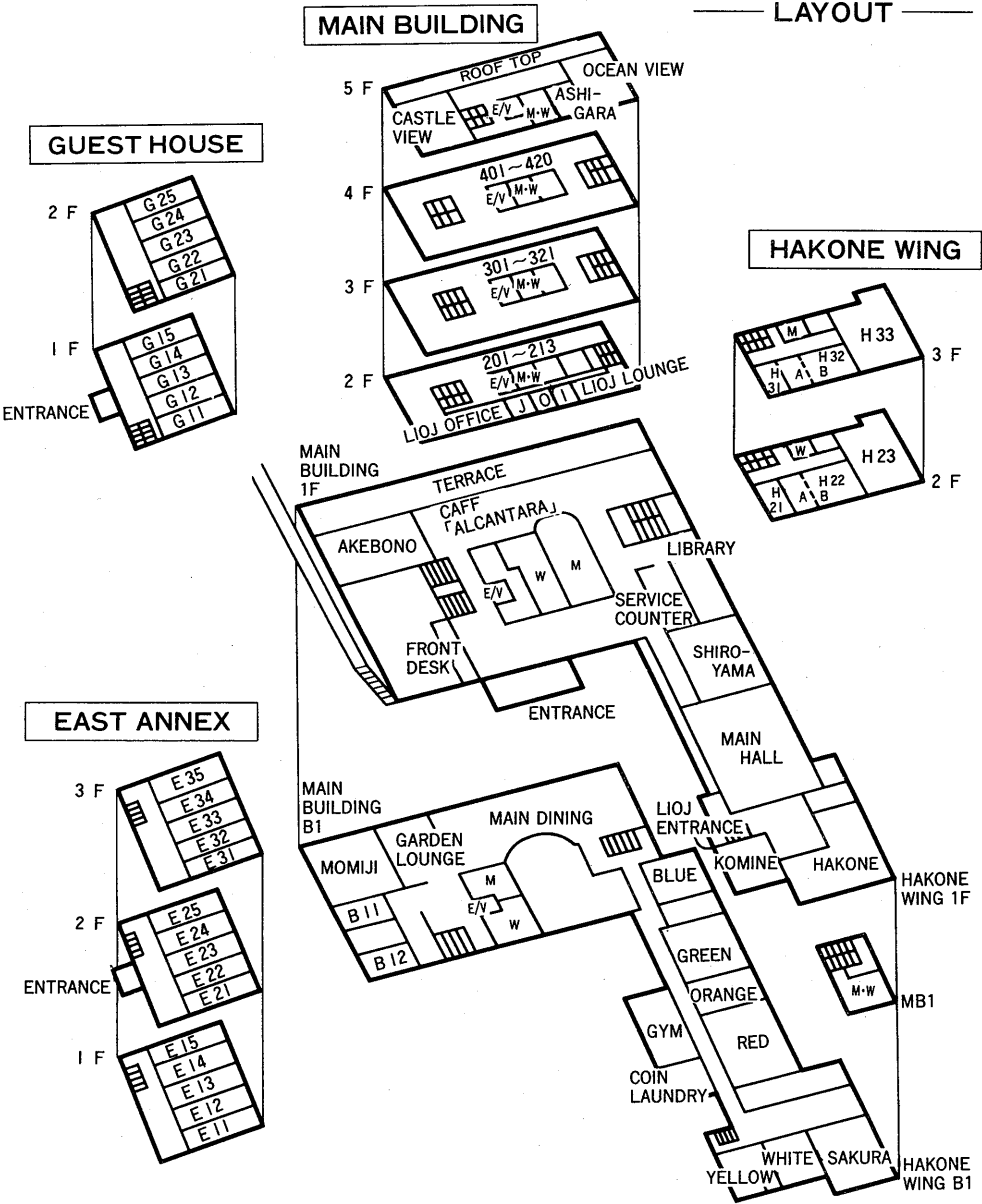 LAYOUT
MAIN BUILDING
5 F
ROOF TOP
OCEAN VIEW
CASTLE
VIEW
E/V
M·W
ASHI-
GARA
4 F
401～420
E/V
M·W
3 F
301～321
E/V
M·W
2 F
201～213
E/V
M·W
LIOJ OFFICE
J
O
I
LIOJ LOUNGE
GUEST HOUSE
2 F
G25
G24
G23
G22
G21
1 F
G15
G14
G13
G12
G11
ENTRANCE
HAKONE WING
M
H33
H
31
A
H32
B
3 F
W
H23
H
21
A
H22
B
2 F
MAIN
BUILDING
1F
TERRACE
CAFF
「ALCANTARA」
AKEBONO
E/V
W
M
LIBRARY
SERVICE
COUNTER
FRONT
DESK
ENTRANCE
SHIRO-
YAMA
MAIN
HALL
LIOJ
ENTRANCE
KOMINE
HAKONE
HAKONE
WING 1F
EAST ANNEX
3 F
E35
E34
E33
E32
E31
2 F
E25
E24
E23
E22
E21
ENTRANCE
1 F
E15
E14
E13
E12
E11
MAIN
BUILDING
B1
MOMIJI
GARDEN
LOUNGE
MAIN DINING
B11
B12
M
E/V
W
BLUE
GREEN
ORANGE
RED
GYM
COIN
LAUNDRY
M·W
MB1
YELLOW
WHITE
SAKURA
HAKONE
WING B1